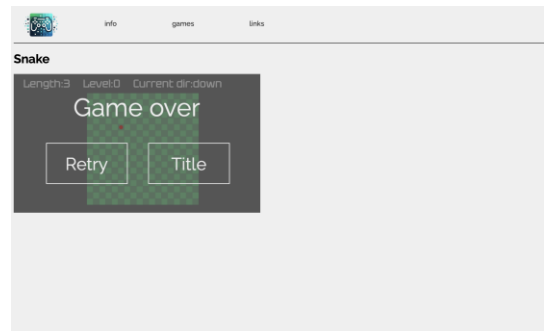 info games links
Snake
Length:3 Level:0 Current dir:down
Game over
Retry Title